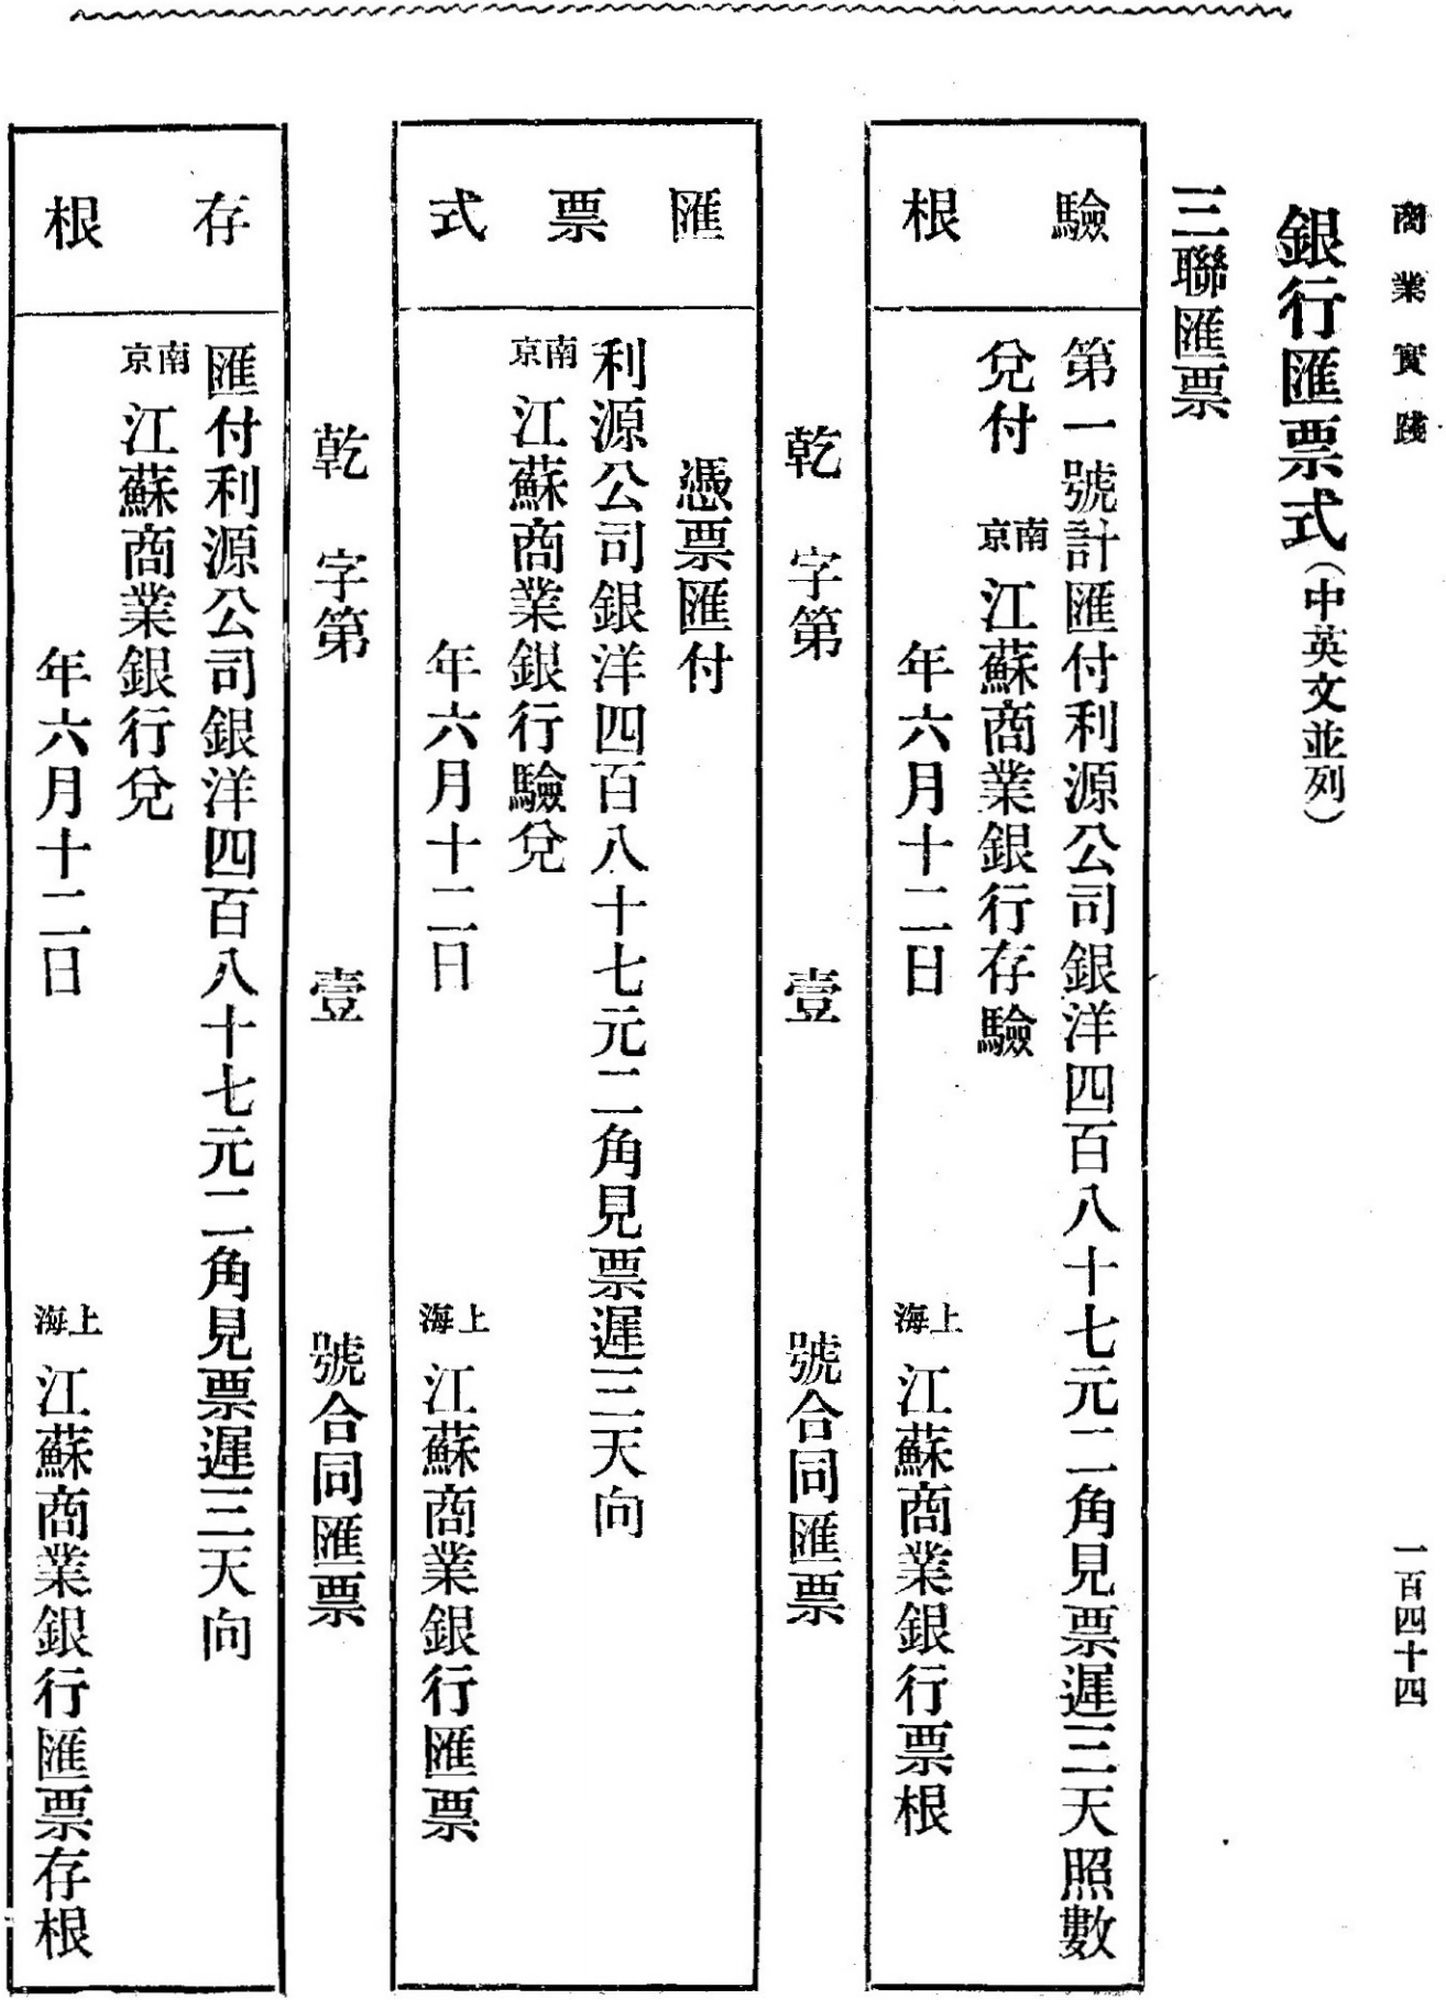 商業實踐
一百四十四
銀行匯票式(中英文並列)
三聯匯票
驗根
第一號計匯付利源公司銀洋四百八十七元二角見票遲三天照數
兌付南京江蘇商業銀行存驗
年六月十二日
上海江蘇商業銀行票根
乾字第壹號合同匯票
匯票式
憑票匯付
利源公司銀洋四百八十七元二角見票遲三天向
南京江蘇商業銀行驗兌
年六月十二日
上海江蘇商業銀行匯票
乾字第壹號合同匯票
存根
匯付利源公司銀洋四百八十七元二角見票遲三天向
南京江蘇商業銀行兌
年六月十二日
上海江蘇商業銀行匯票存根